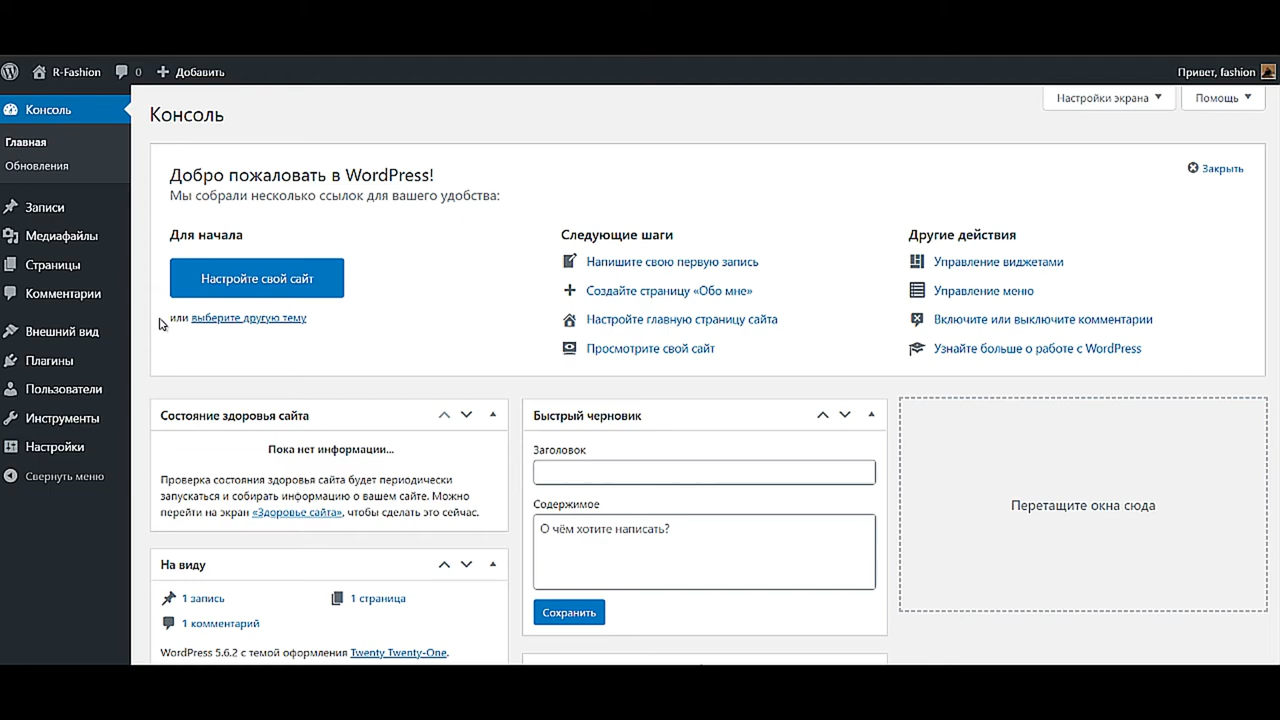 R-Fashion 0 Добавить Привет, fashion
Консоль
Главная
Обновления
Записи
Медиафайлы
Страницы
Комментарии
Внешний вид
Плагины
Пользователи
Инструменты
Настройки
Свернуть меню
Настройки экрана Помощь
Консоль
Добро пожаловать в WordPress!
Мы собрали несколько ссылок для вашего удобства:
Закрыть
Для начала
Настройте свой сайт
или выберите другую тему
Следующие шаги
Напишите свою первую запись
Создайте страницу «Обо мне»
Настройте главную страницу сайта
Просмотрите свой сайт
Другие действия
Управление виджетами
Управление меню
Включите или выключите комментарии
Узнайте больше о работе с WordPress
Состояние здоровья сайта
Пока нет информации...
Проверка состояния здоровья сайта будет периодически
запускаться и собирать информацию о вашем сайте. Можно
перейти на экран «Здоровье сайта», чтобы сделать это сейчас.
На виду
1 запись 1 страница
1 комментарий
WordPress 5.6.2 с темой оформления Twenty Twenty-One.
Быстрый черновик
Заголовок
Содержимое
О чём хотите написать?
Сохранить
Перетащите окна сюда